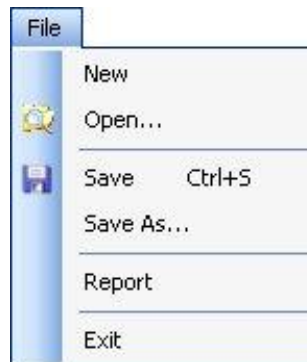 File
New
Open...
Save Ctrl+S
Save As...
Report
Exit